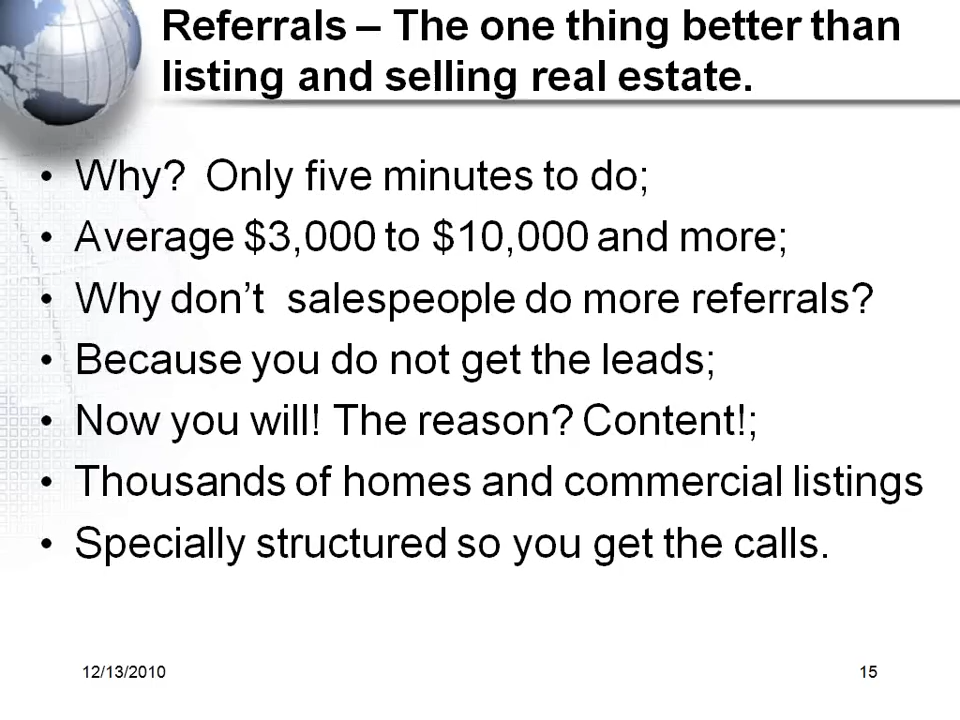 Referrals – The one thing better than
listing and selling real estate.
• Why?  Only five minutes to do;
• Average $3,000 to $10,000 and more;
• Why don’t  salespeople do more referrals?
• Because you do not get the leads;
• Now you will! The reason? Content!;
• Thousands of homes and commercial listings
• Specially structured so you get the calls.
12/13/2010
15